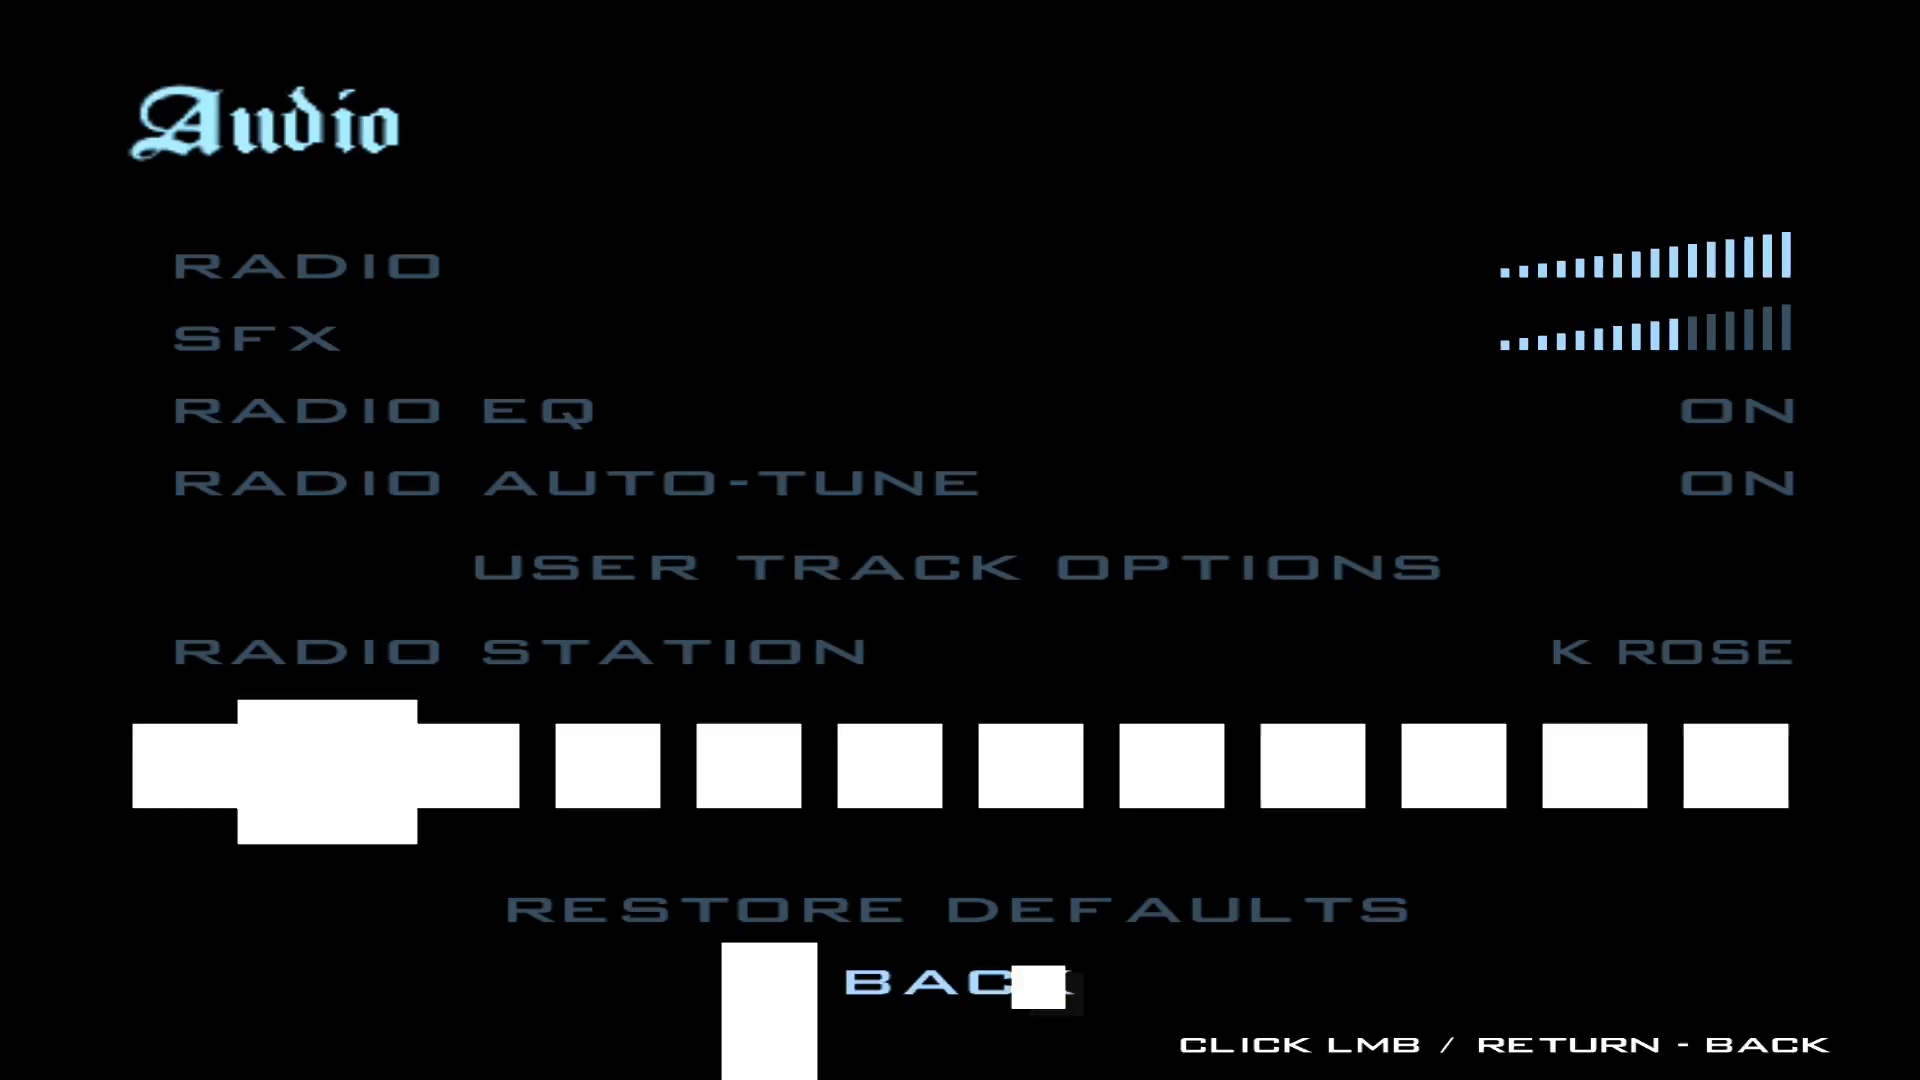 Audio
RADIO
SFX
RADIO EQ ON
RADIO AUTO-TUNE ON
USER TRACK OPTIONS
RADIO STATION K ROSE
RESTORE DEFAULTS
BACK
CLICK LMB / RETURN - BACK